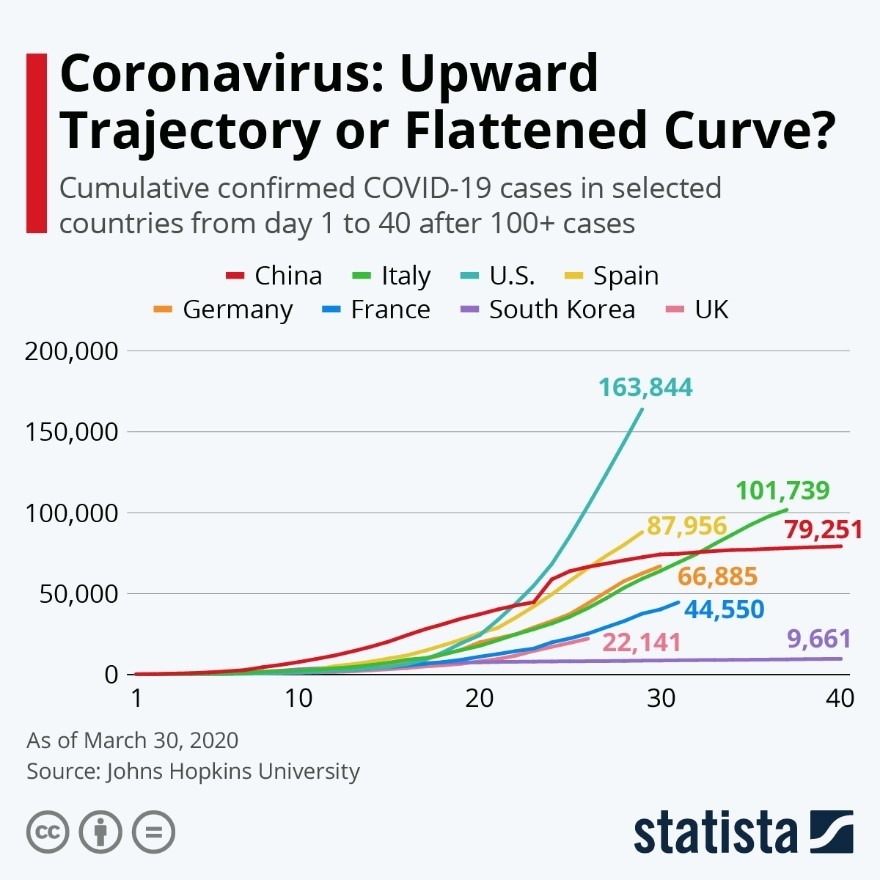 Coronavirus: Upward
Trajectory or Flattened Curve?
Cumulative confirmed COVID-19 cases in selected
countries from day 1 to 40 after 100+ cases
China Italy U.S. Spain
Germany France South Korea UK
200,000
163,844
150,000
101,739
100,000
87,956
79,251
66,885
50,000
44,550
22,141
9,661
0
1 10 20 30 40
As of March 30, 2020
Source: Johns Hopkins University
cc
statista